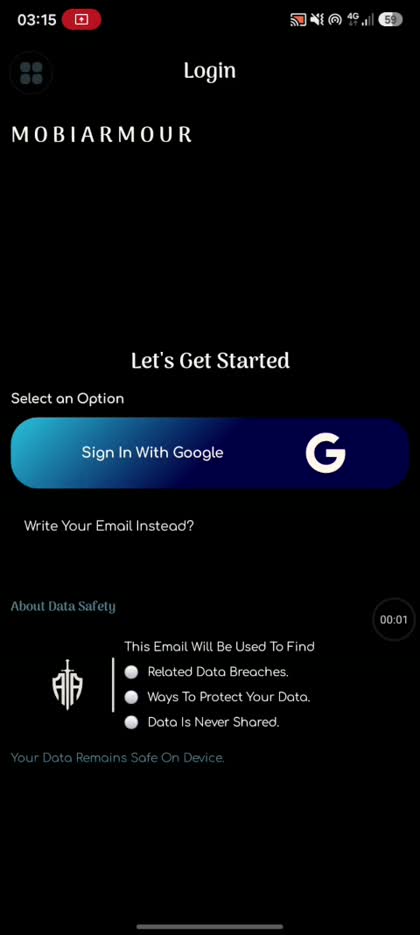 03:15
4G
59
Login
MOBIARMOUR
Let's Get Started
Select an Option
Sign In With Google
G
Write Your Email Instead?
About Data Safety
00:01
This Email Will Be Used To Find
Related Data Breaches.
Ways To Protect Your Data.
Data Is Never Shared.
Your Data Remains Safe On Device.